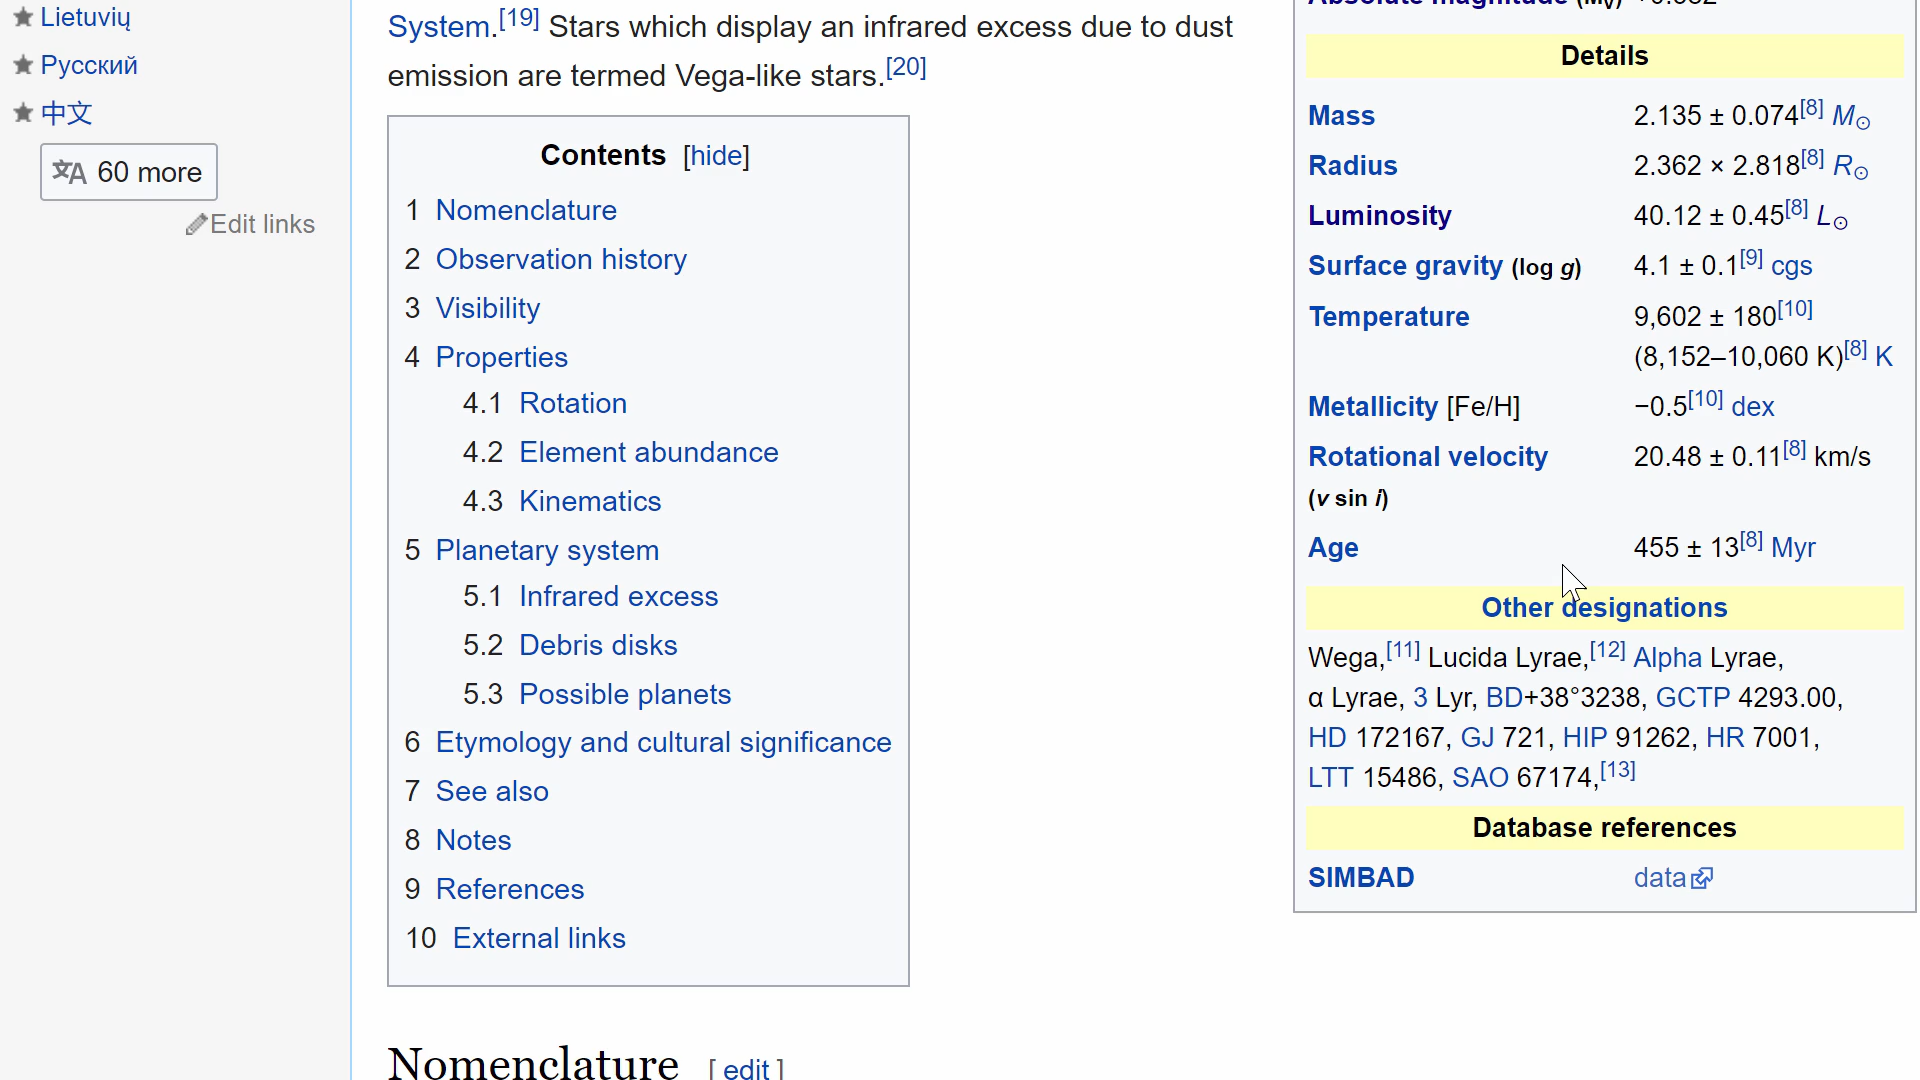 Lietuvių
Русский
中文
60 more
Edit links
System.[19] Stars which display an infrared excess due to dust
emission are termed Vega-like stars.[20]
Contents [hide]
1 Nomenclature
2 Observation history
3 Visibility
4 Properties
4.1 Rotation
4.2 Element abundance
4.3 Kinematics
5 Planetary system
5.1 Infrared excess
5.2 Debris disks
5.3 Possible planets
6 Etymology and cultural significance
7 See also
8 Notes
9 References
10 External links
Nomenclature [ edit ]
Absolute magnitude (MV)
Details
Mass 2.135 ± 0.074[8] M☉
Radius 2.362 × 2.818[8] R☉
Luminosity 40.12 ± 0.45[8] L☉
Surface gravity (log g) 4.1 ± 0.1[9] cgs
Temperature 9,602 ± 180[10]
(8,152–10,060 K)[8] K
Metallicity [Fe/H] −0.5[10] dex
Rotational velocity 20.48 ± 0.11[8] km/s
(v sin i)
Age 455 ± 13[8] Myr
Other designations
Wega,[11] Lucida Lyrae,[12] Alpha Lyrae,
α Lyrae, 3 Lyr, BD+38°3238, GCTP 4293.00,
HD 172167, GJ 721, HIP 91262, HR 7001,
LTT 15486, SAO 67174,[13]
Database references
SIMBAD data